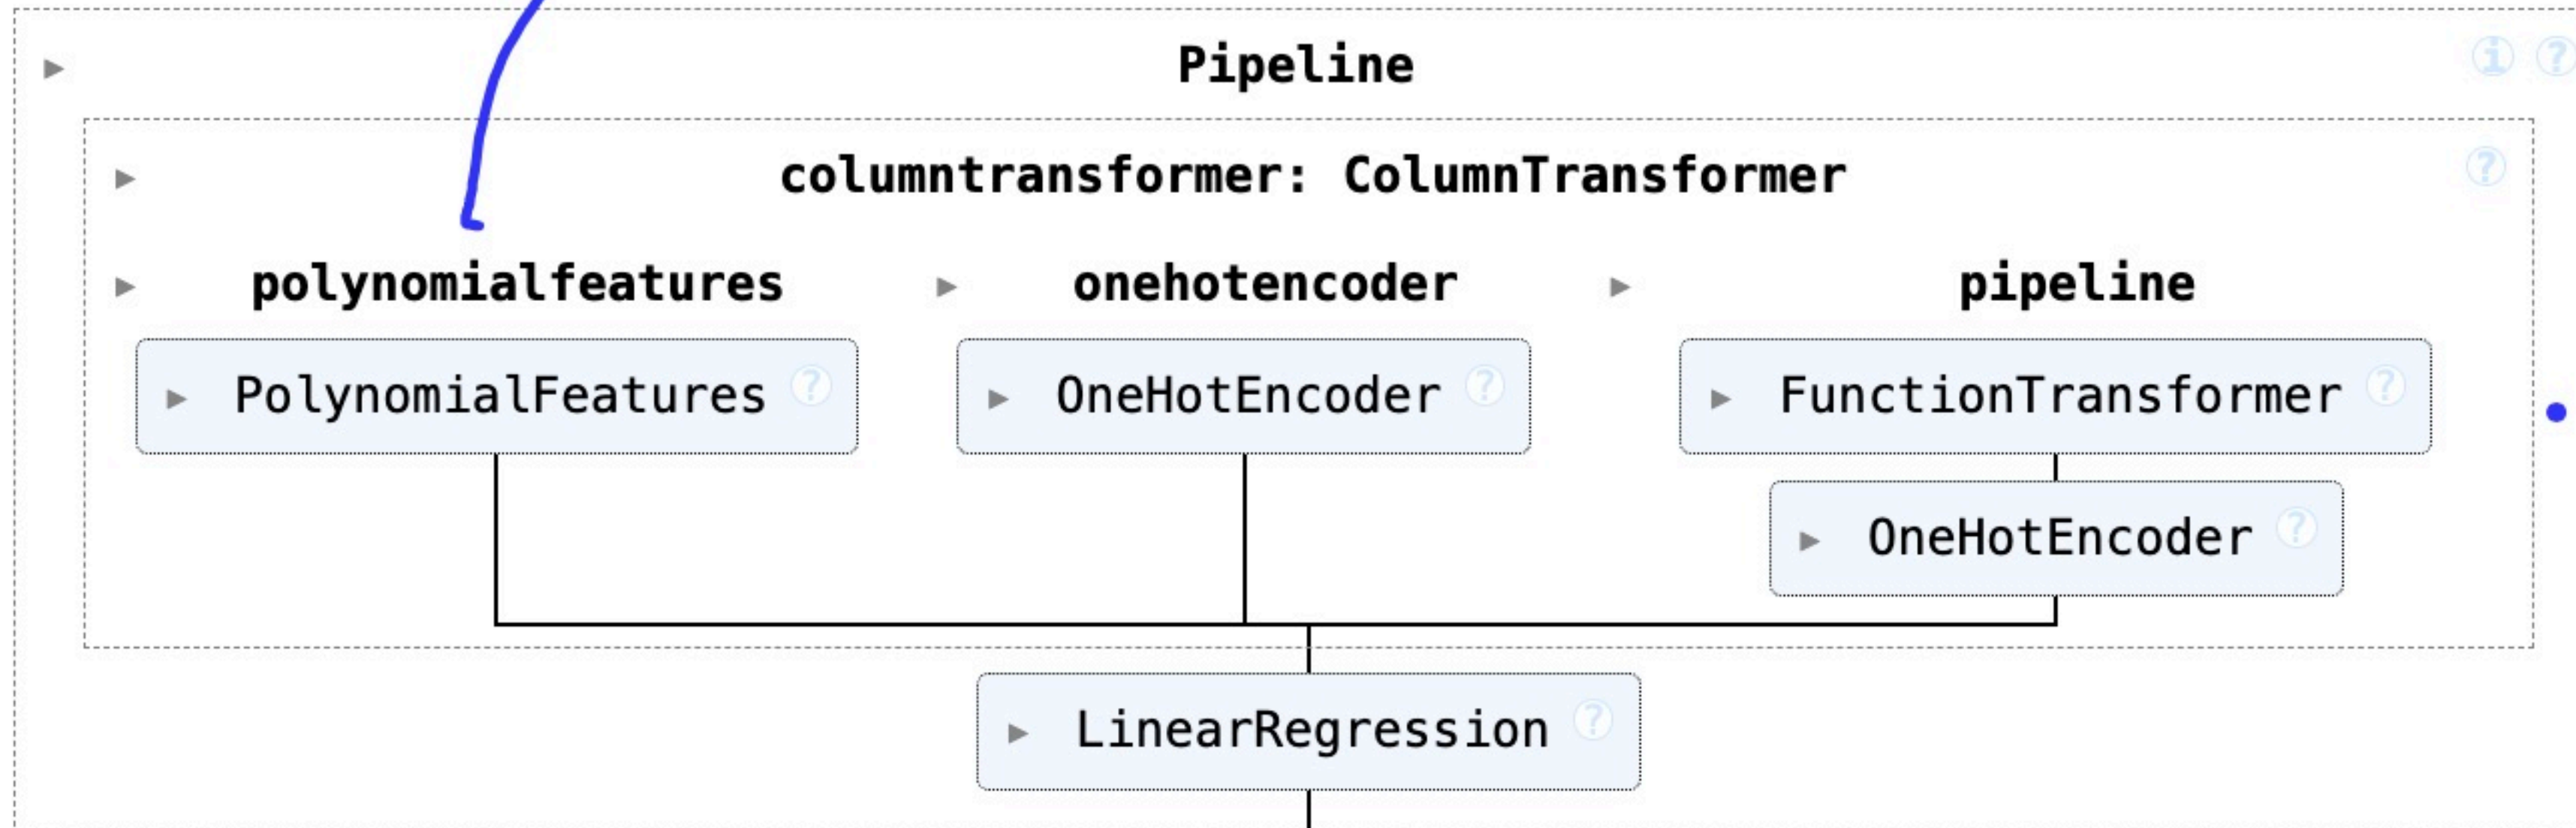 Pipeline
i ?
columntransformer: ColumnTransformer
?
polynomialfeatures onehotencoder pipeline
PolynomialFeatures ? OneHotEncoder ? FunctionTransformer ?
OneHotEncoder ?
LinearRegression ?